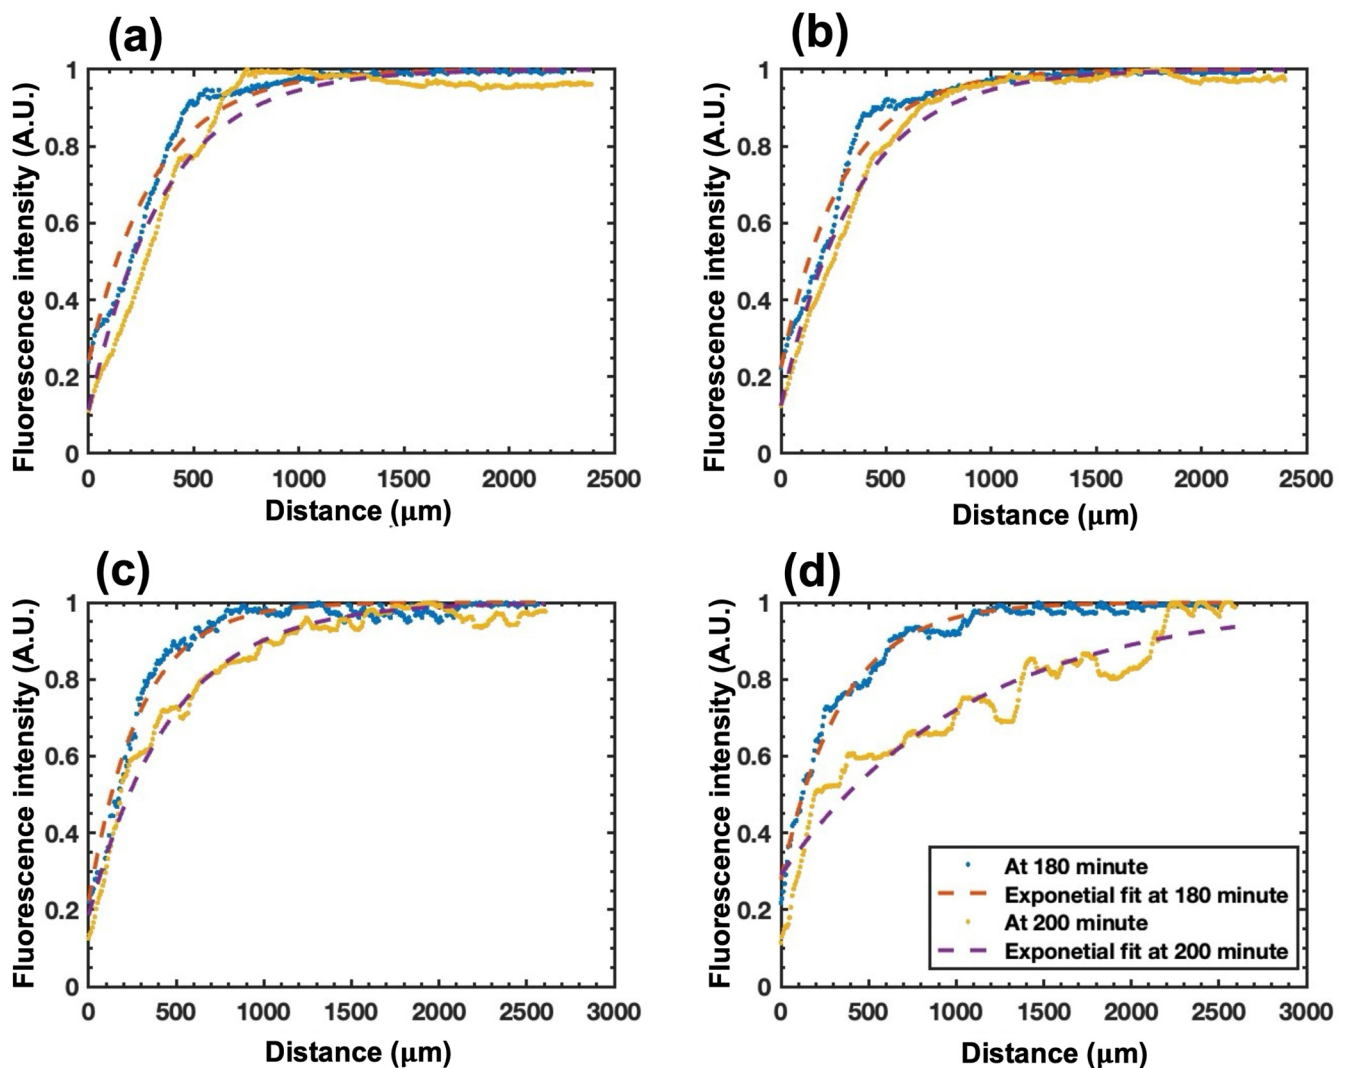 (a)
Fluorescence intensity (A.U.)
1
0.8
0.6
0.4
0.2
0
0 500 1000 1500 2000 2500
Distance (μm)
(b)
Fluorescence intensity (A.U.)
1
0.8
0.6
0.4
0.2
0
0 500 1000 1500 2000 2500
Distance (μm)
(c)
Fluorescence intensity (A.U.)
1
0.8
0.6
0.4
0.2
0
0 500 1000 1500 2000 2500 3000
Distance (μm)
(d)
Fluorescence intensity (A.U.)
1
0.8
0.6
0.4
0.2
0
At 180 minute
Exponetial fit at 180 minute
At 200 minute
Exponetial fit at 200 minute
0 500 1000 1500 2000 2500 3000
Distance (μm)